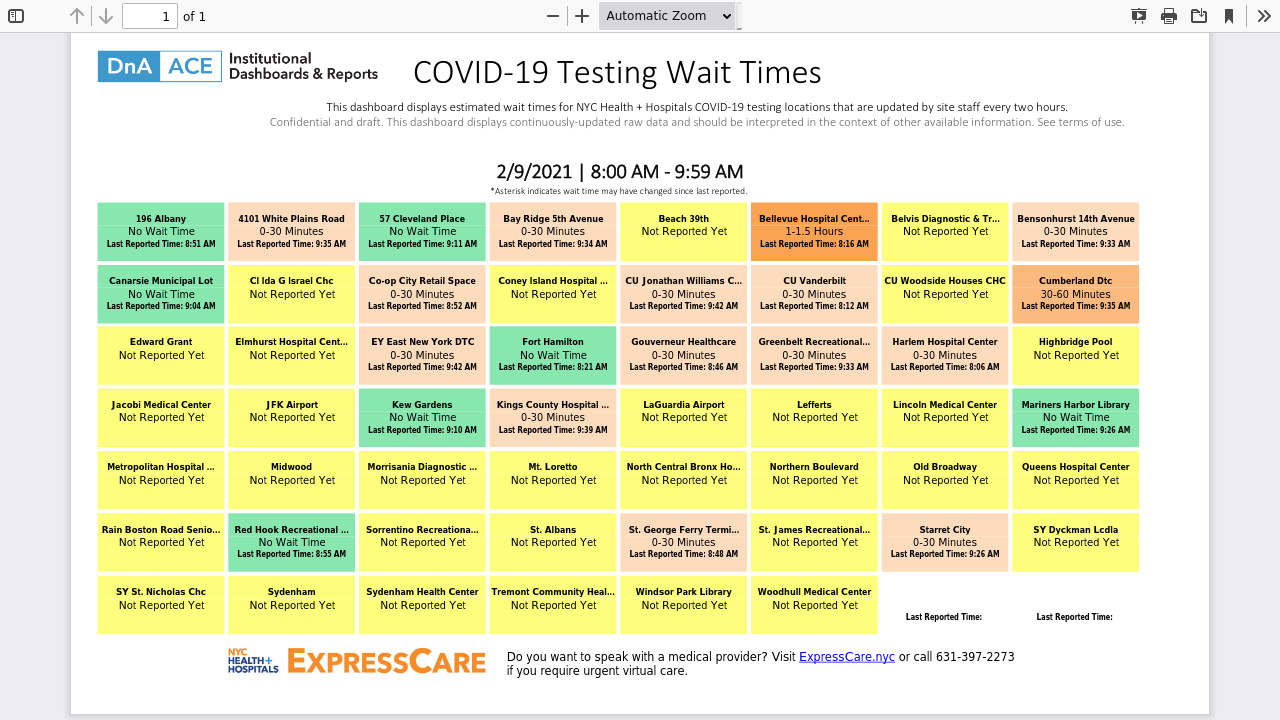 1 of 1 Automatic Zoom
DnA ACE Institutional
Dashboards & Reports
COVID-19 Testing Wait Times
This dashboard displays estimated wait times for NYC Health + Hospitals COVID-19 testing locations that are updated by site staff every two hours.
Confidential and draft. This dashboard displays continuously-updated raw data and should be interpreted in the context of other available information. See terms of use.
2/9/2021 | 8:00 AM - 9:59 AM
*Asterisk indicates wait time may have changed since last reported.
196 Albany
No Wait Time
Last Reported Time: 8:51 AM
4101 White Plains Road
0-30 Minutes
Last Reported Time: 9:35 AM
57 Cleveland Place
No Wait Time
Last Reported Time: 9:11 AM
Bay Ridge 5th Avenue
0-30 Minutes
Last Reported Time: 9:34 AM
Beach 39th
Not Reported Yet
Bellevue Hospital Cent...
1-1.5 Hours
Last Reported Time: 8:16 AM
Belvis Diagnostic & Tr...
Not Reported Yet
Bensonhurst 14th Avenue
0-30 Minutes
Last Reported Time: 9:33 AM
Canarsie Municipal Lot
No Wait Time
Last Reported Time: 9:04 AM
Cl Ida G Israel Chc
Not Reported Yet
Co-op City Retail Space
0-30 Minutes
Last Reported Time: 8:52 AM
Coney Island Hospital ...
Not Reported Yet
CU Jonathan Williams C...
0-30 Minutes
Last Reported Time: 9:42 AM
CU Vanderbilt
0-30 Minutes
Last Reported Time: 8:12 AM
CU Woodside Houses CHC
Not Reported Yet
Cumberland Dtc
30-60 Minutes
Last Reported Time: 9:35 AM
Edward Grant
Not Reported Yet
Elmhurst Hospital Cent...
Not Reported Yet
EY East New York DTC
0-30 Minutes
Last Reported Time: 9:42 AM
Fort Hamilton
No Wait Time
Last Reported Time: 8:21 AM
Gouverneur Healthcare
0-30 Minutes
Last Reported Time: 8:46 AM
Greenbelt Recreational...
0-30 Minutes
Last Reported Time: 9:33 AM
Harlem Hospital Center
0-30 Minutes
Last Reported Time: 8:06 AM
Highbridge Pool
Not Reported Yet
Jacobi Medical Center
Not Reported Yet
JFK Airport
Not Reported Yet
Kew Gardens
No Wait Time
Last Reported Time: 9:10 AM
Kings County Hospital ...
0-30 Minutes
Last Reported Time: 9:39 AM
LaGuardia Airport
Not Reported Yet
Lefferts
Not Reported Yet
Lincoln Medical Center
Not Reported Yet
Mariners Harbor Library
No Wait Time
Last Reported Time: 9:26 AM
Metropolitan Hospital ...
Not Reported Yet
Midwood
Not Reported Yet
Morrisania Diagnostic ...
Not Reported Yet
Mt. Loretto
Not Reported Yet
North Central Bronx Ho...
Not Reported Yet
Northern Boulevard
Not Reported Yet
Old Broadway
Not Reported Yet
Queens Hospital Center
Not Reported Yet
Rain Boston Road Senio...
Not Reported Yet
Red Hook Recreational ...
No Wait Time
Last Reported Time: 8:55 AM
Sorrentino Recreationa...
Not Reported Yet
St. Albans
Not Reported Yet
St. George Ferry Termi...
0-30 Minutes
Last Reported Time: 8:48 AM
St. James Recreational...
Not Reported Yet
Starret City
0-30 Minutes
Last Reported Time: 9:26 AM
SY Dyckman Lcdla
Not Reported Yet
SY St. Nicholas Chc
Not Reported Yet
Sydenham
Not Reported Yet
Sydenham Health Center
Not Reported Yet
Tremont Community Heal...
Not Reported Yet
Windsor Park Library
Not Reported Yet
Woodhull Medical Center
Not Reported Yet
Last Reported Time:
Last Reported Time:
NYC
HEALTH+
HOSPITALS
EXPRESSCARE
Do you want to speak with a medical provider? Visit ExpressCare.nyc or call 631-397-2273
if you require urgent virtual care.